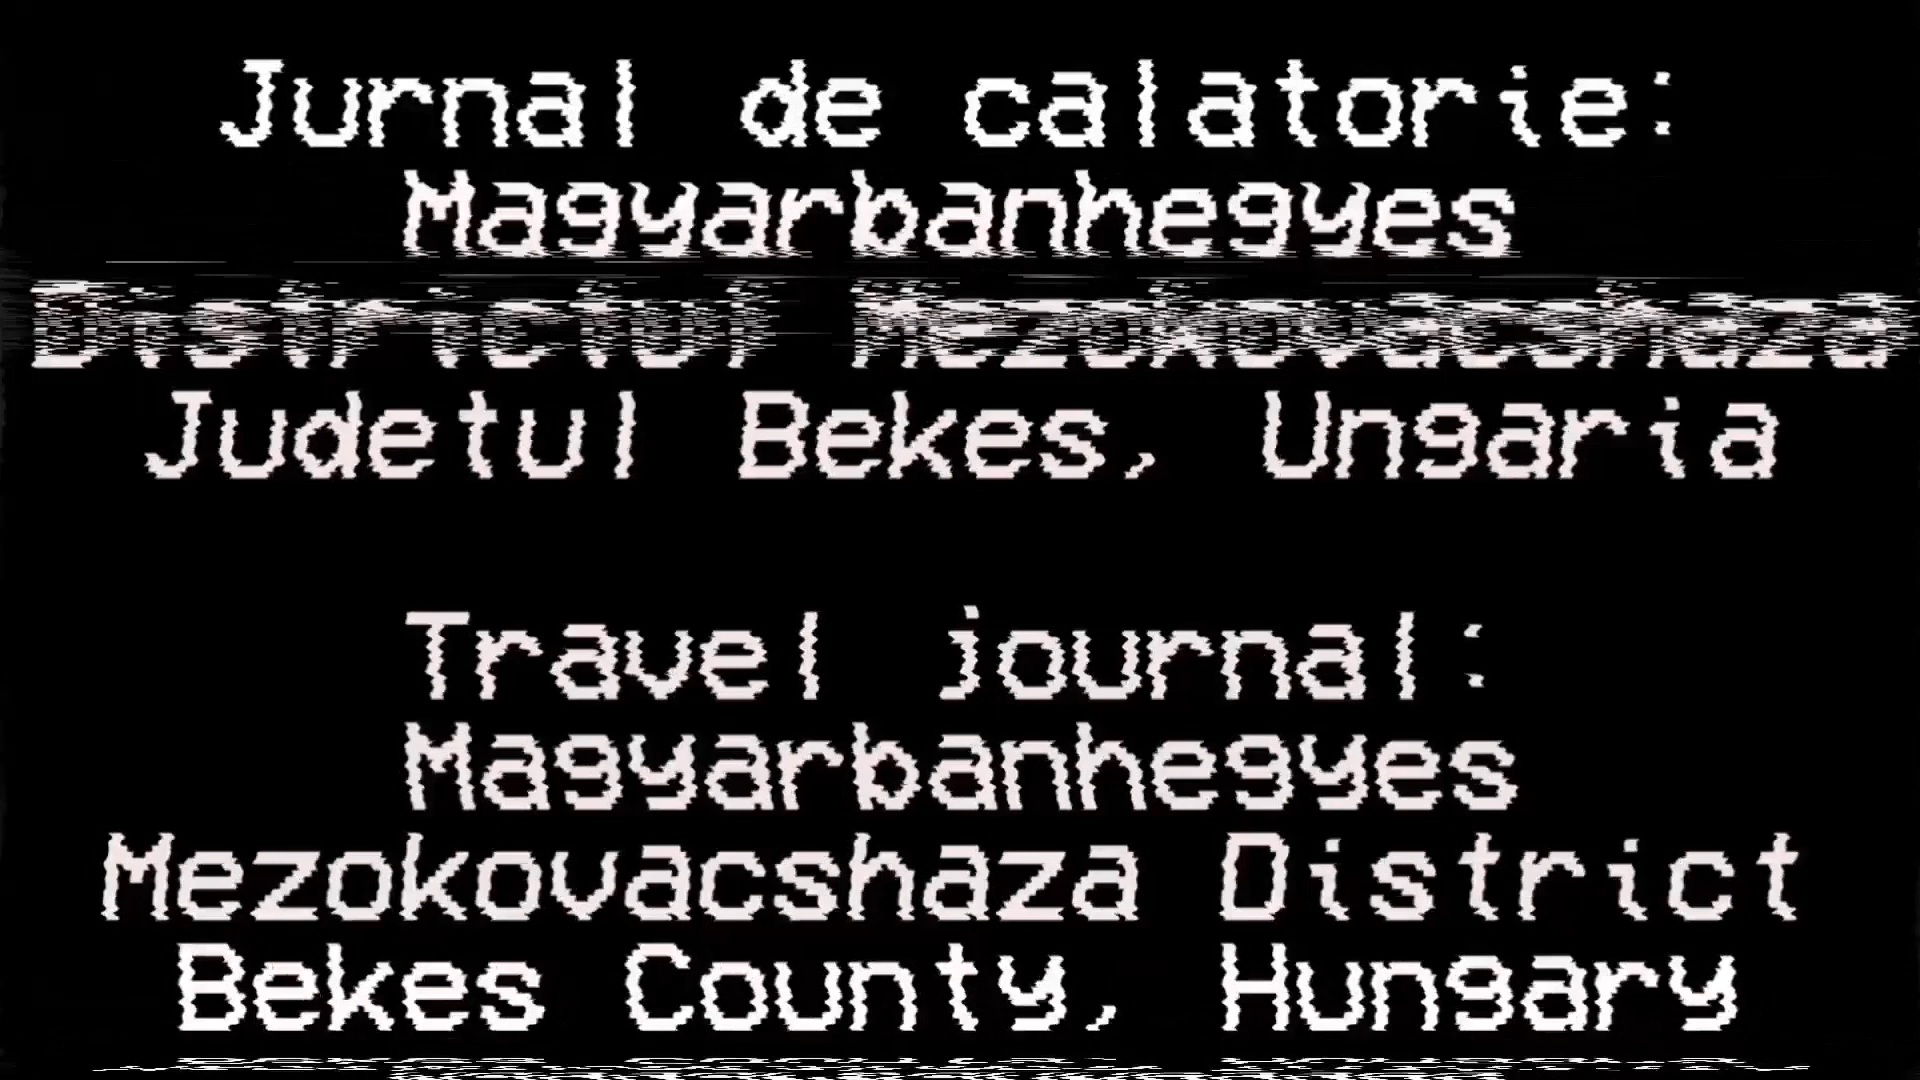 Jurnal de calatorie:
Magyarbanhegyes
Districtul Mezokovacshaza
Judetul Bekes, Ungaria
Travel journal:
Magyarbanhegyes
Mezokovacshaza District
Bekes County, Hungary